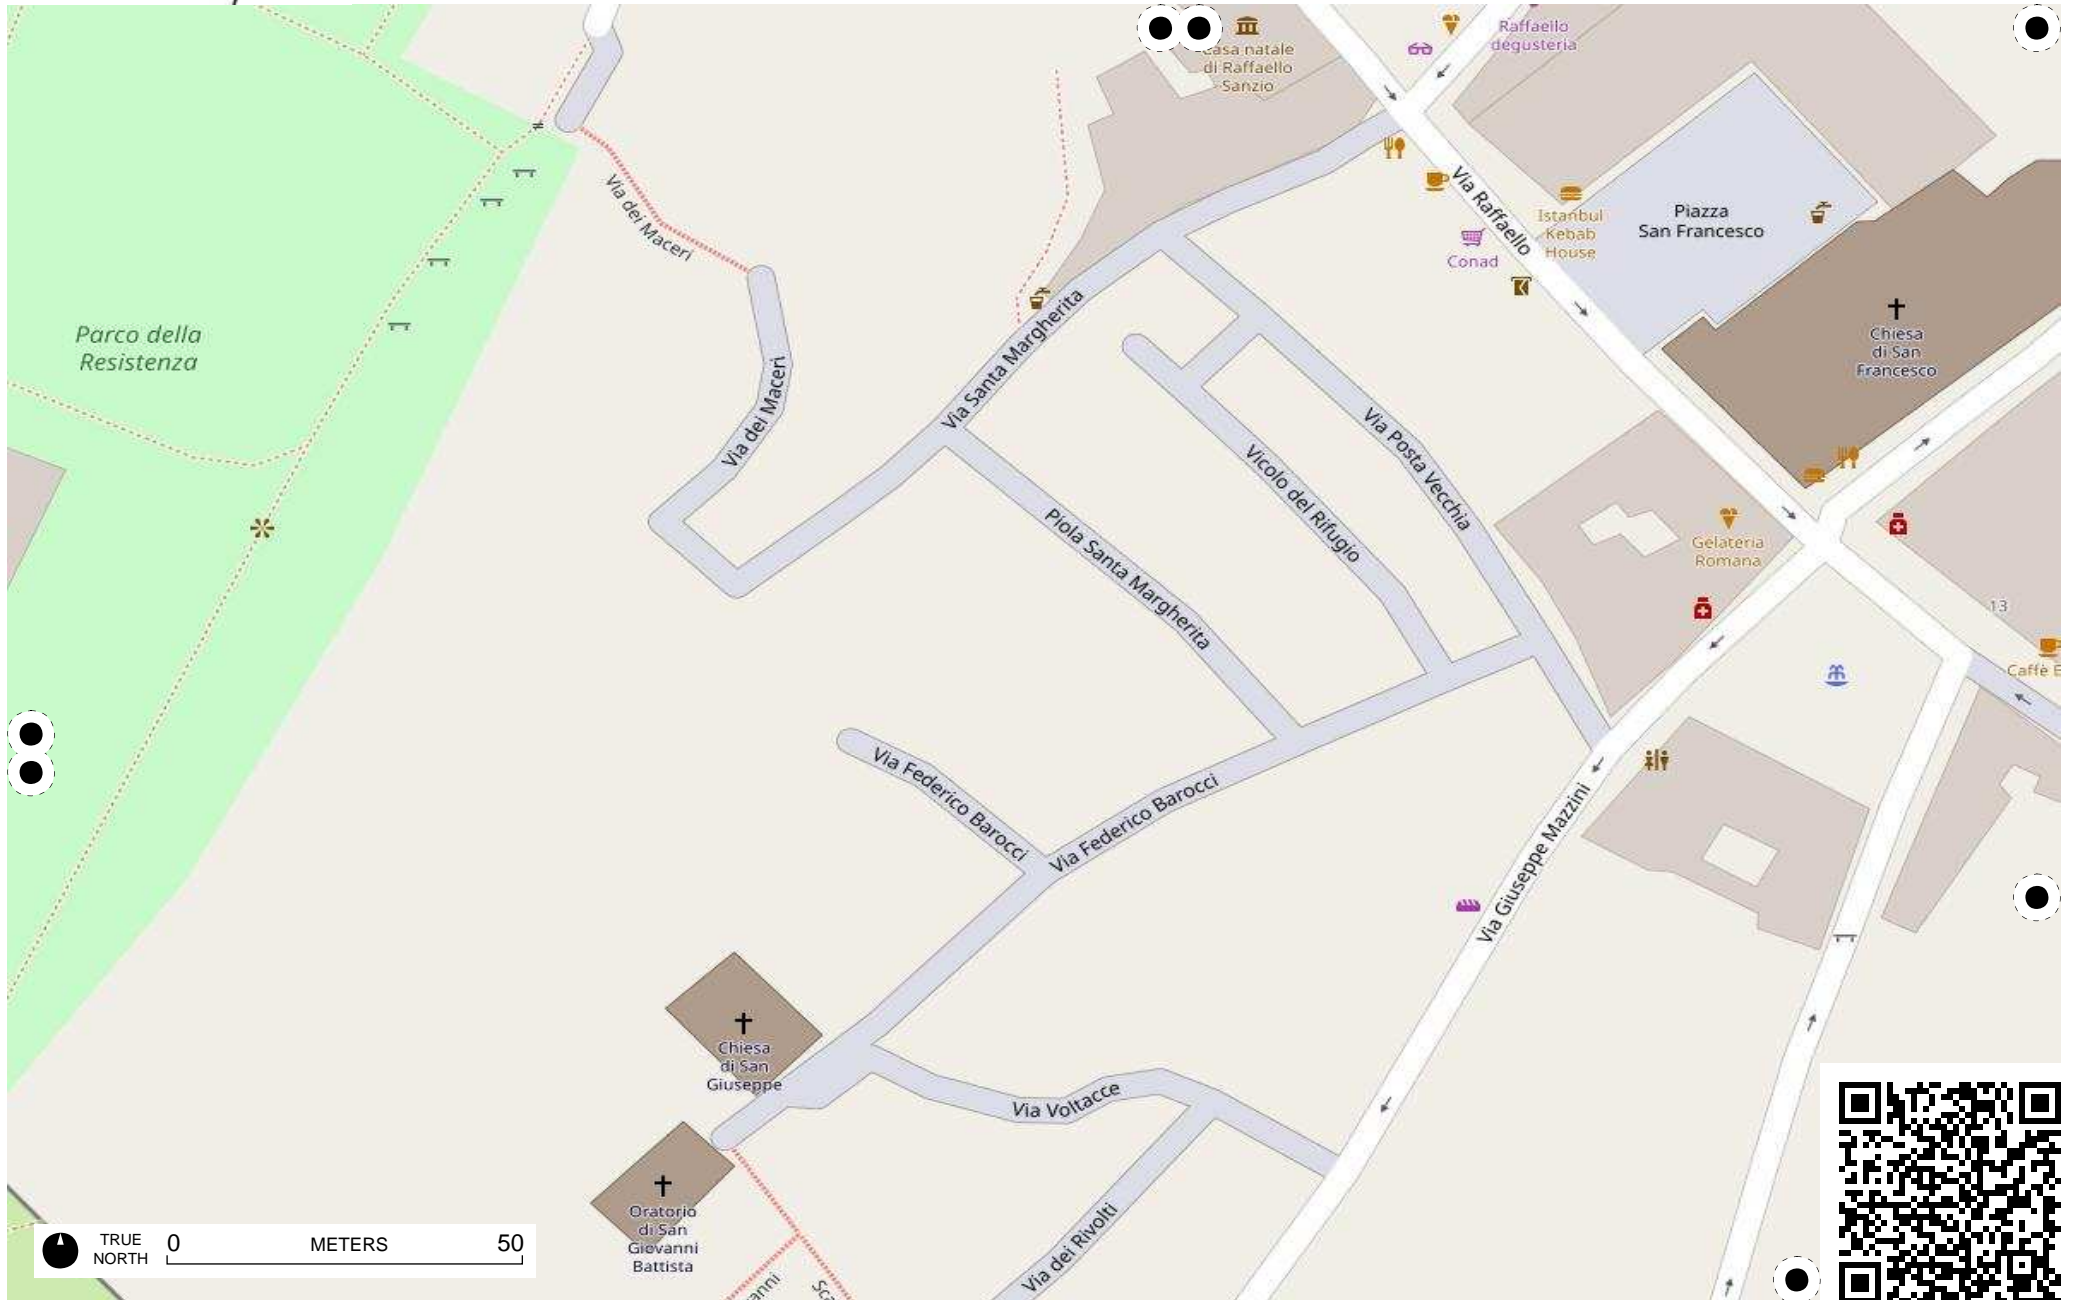 Casa natale
di Raffaello
Sanzio
Raffaello
degusteria
Via dei Maceri
Via Raffaello
Istanbul
Kebab
House
Piazza
San Francesco
Conad
Parco della
Resistenza
Via Santa Margherita
Chiesa
di San
Francesco
Via dei Maceri
Via Posta Vecchia
Vicolo del Rifugio
Piola Santa Margherita
Gelateria
Romana
13
Caffè
Via Federico Barocci
Via Federico Barocci
Via Giuseppe Mazzini
Chiesa
di San
Giuseppe
Via Voltacce
Oratorio
di San
Giovanni
Battista
Via dei Rivolti
TRUE
NORTH
0 METERS 50